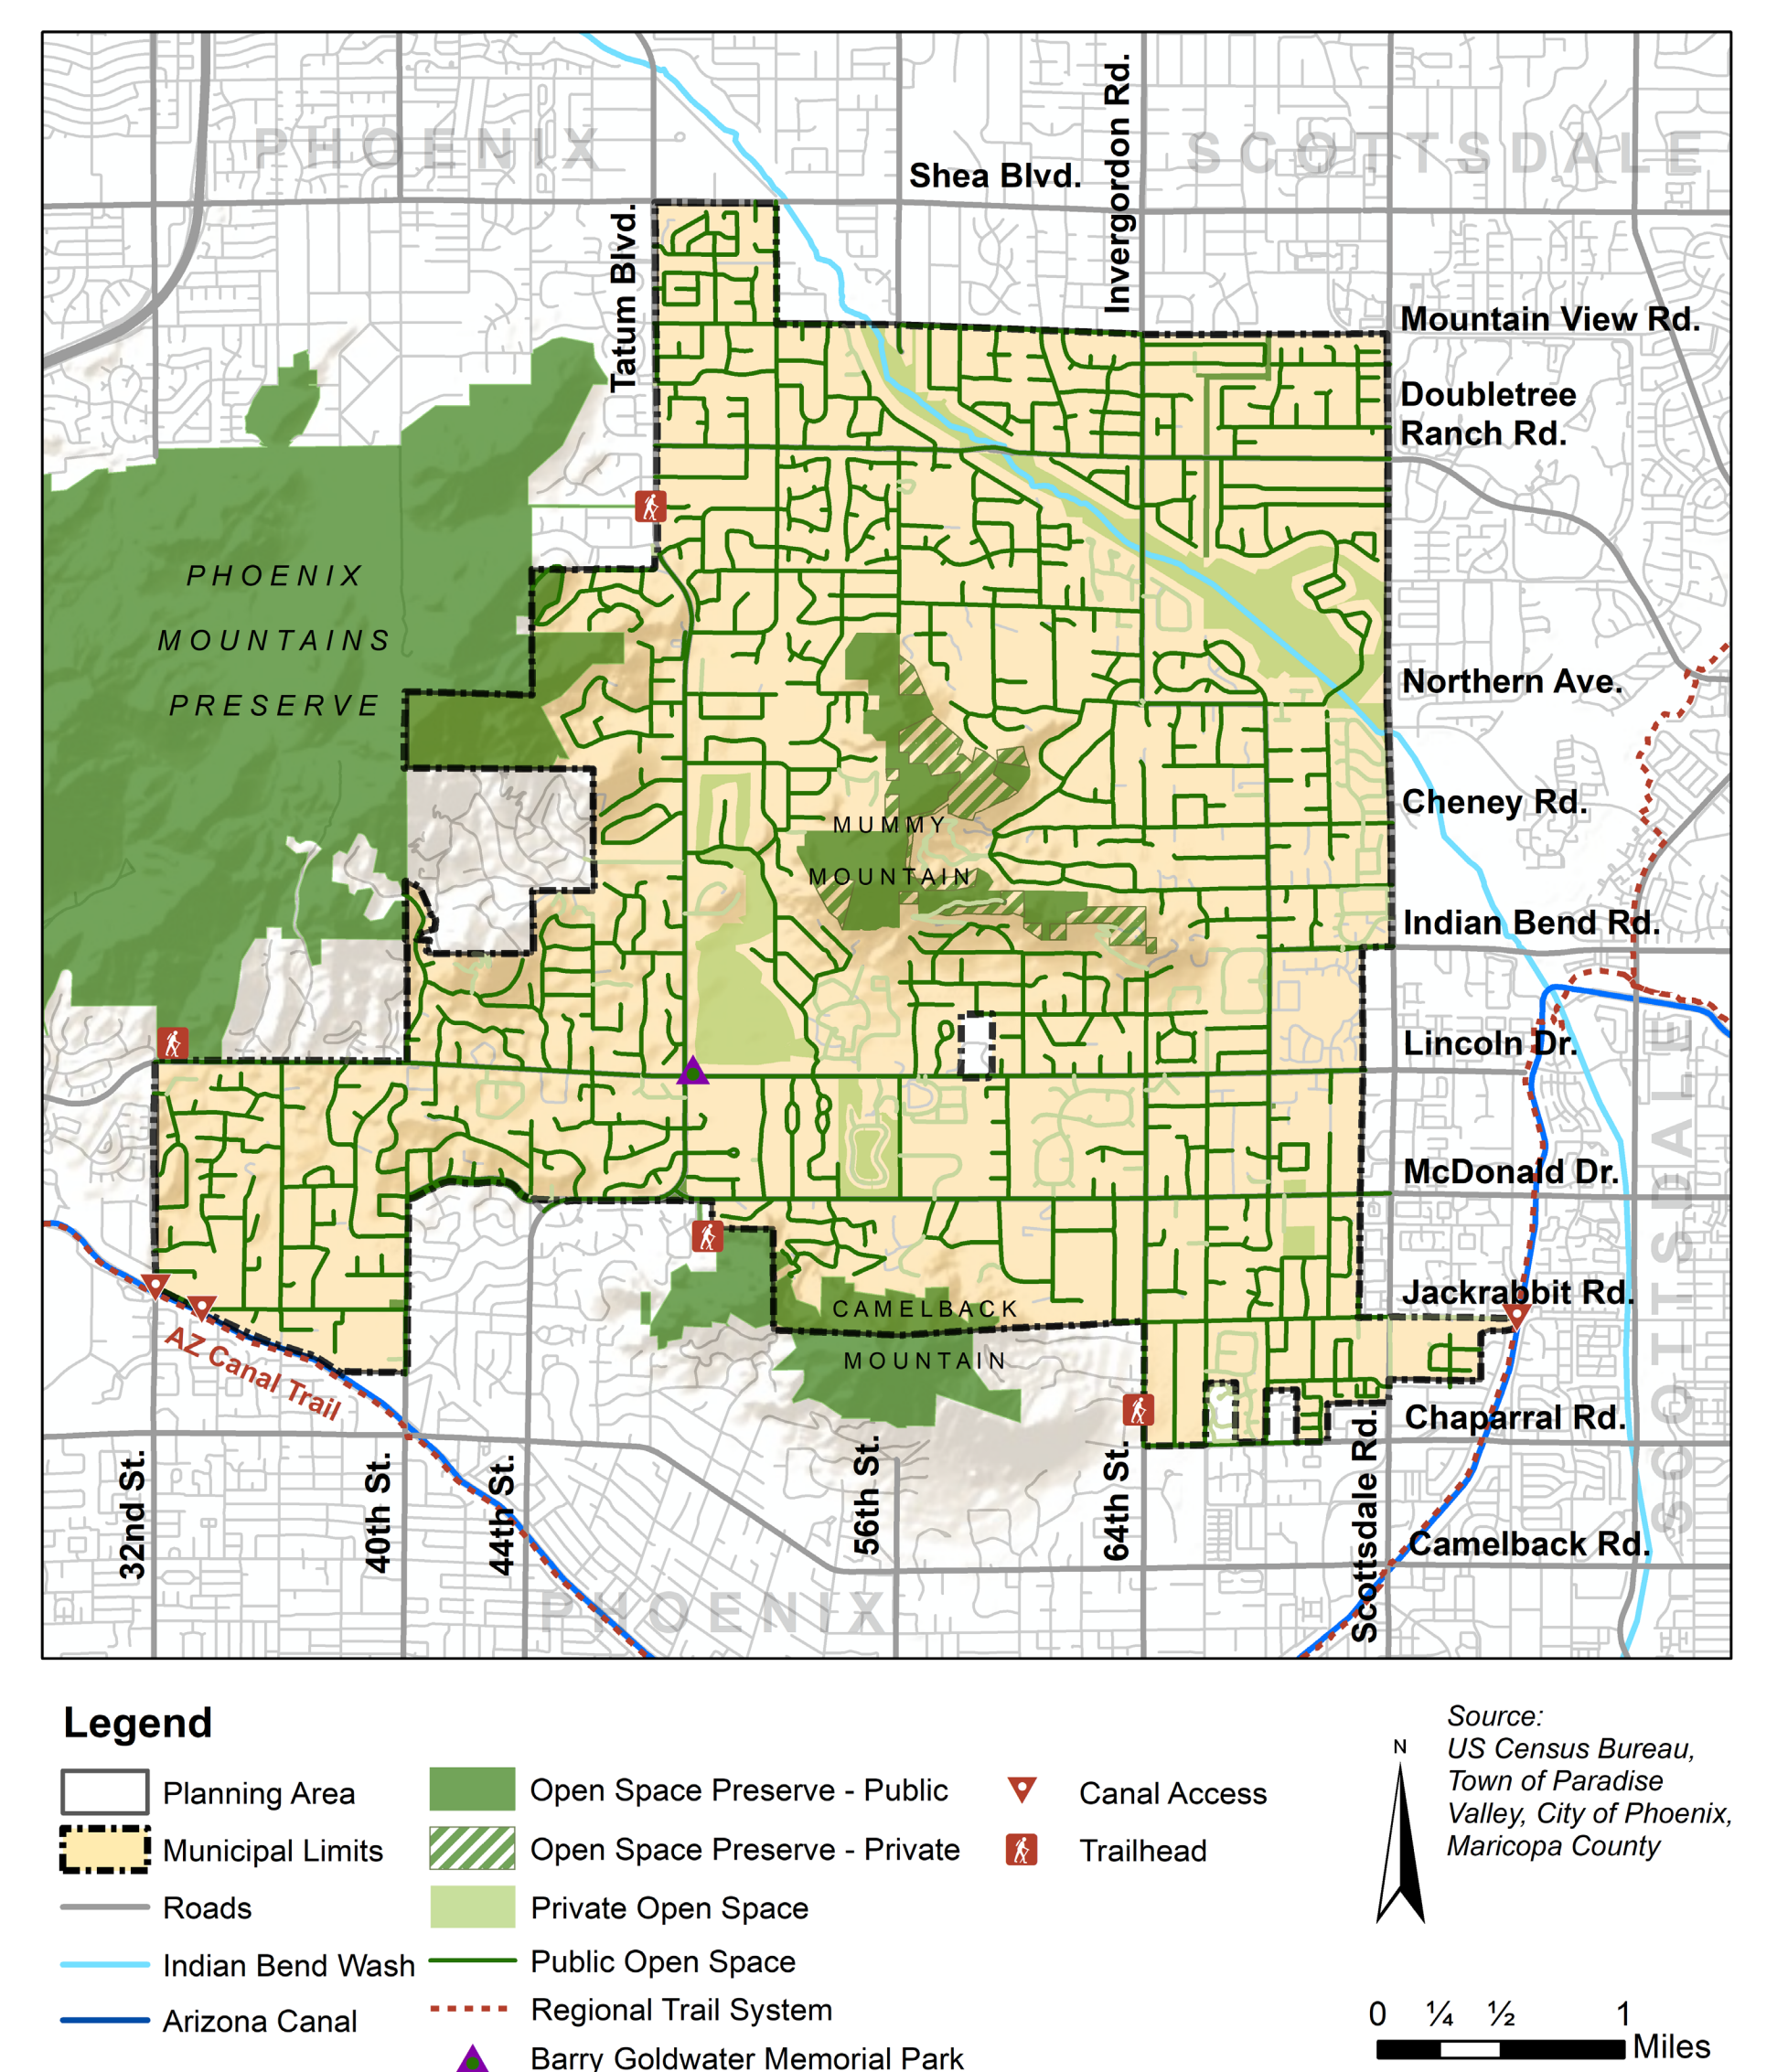 PHOENIX
SCOTTSDALE
Shea Blvd.
Invergordon Rd.
Tatum Blvd.
Mountain View Rd.
Doubletree
Ranch Rd.
PHOENIX
MOUNTAINS
PRESERVE
Northern Ave.
Cheney Rd.
MUMMY
MOUNTAIN
Indian Bend Rd.
Lincoln Dr.
McDonald Dr.
SCOTTSDALE
Jackrabbit Rd.
CAMELBACK
MOUNTAIN
AZ Canal Trail
Chaparral Rd.
32nd St.
40th St.
44th St.
56th St.
64th St.
Scottsdale Rd.
Camelback Rd.
PHOENIX
Legend
Planning Area
Municipal Limits
Roads
Indian Bend Wash
Arizona Canal
Open Space Preserve - Public
Open Space Preserve - Private
Private Open Space
Public Open Space
Regional Trail System
Barry Goldwater Memorial Park
Canal Access
Trailhead
N
Source:
US Census Bureau,
Town of Paradise
Valley, City of Phoenix,
Maricopa County
0 ¼ ½ 1
Miles